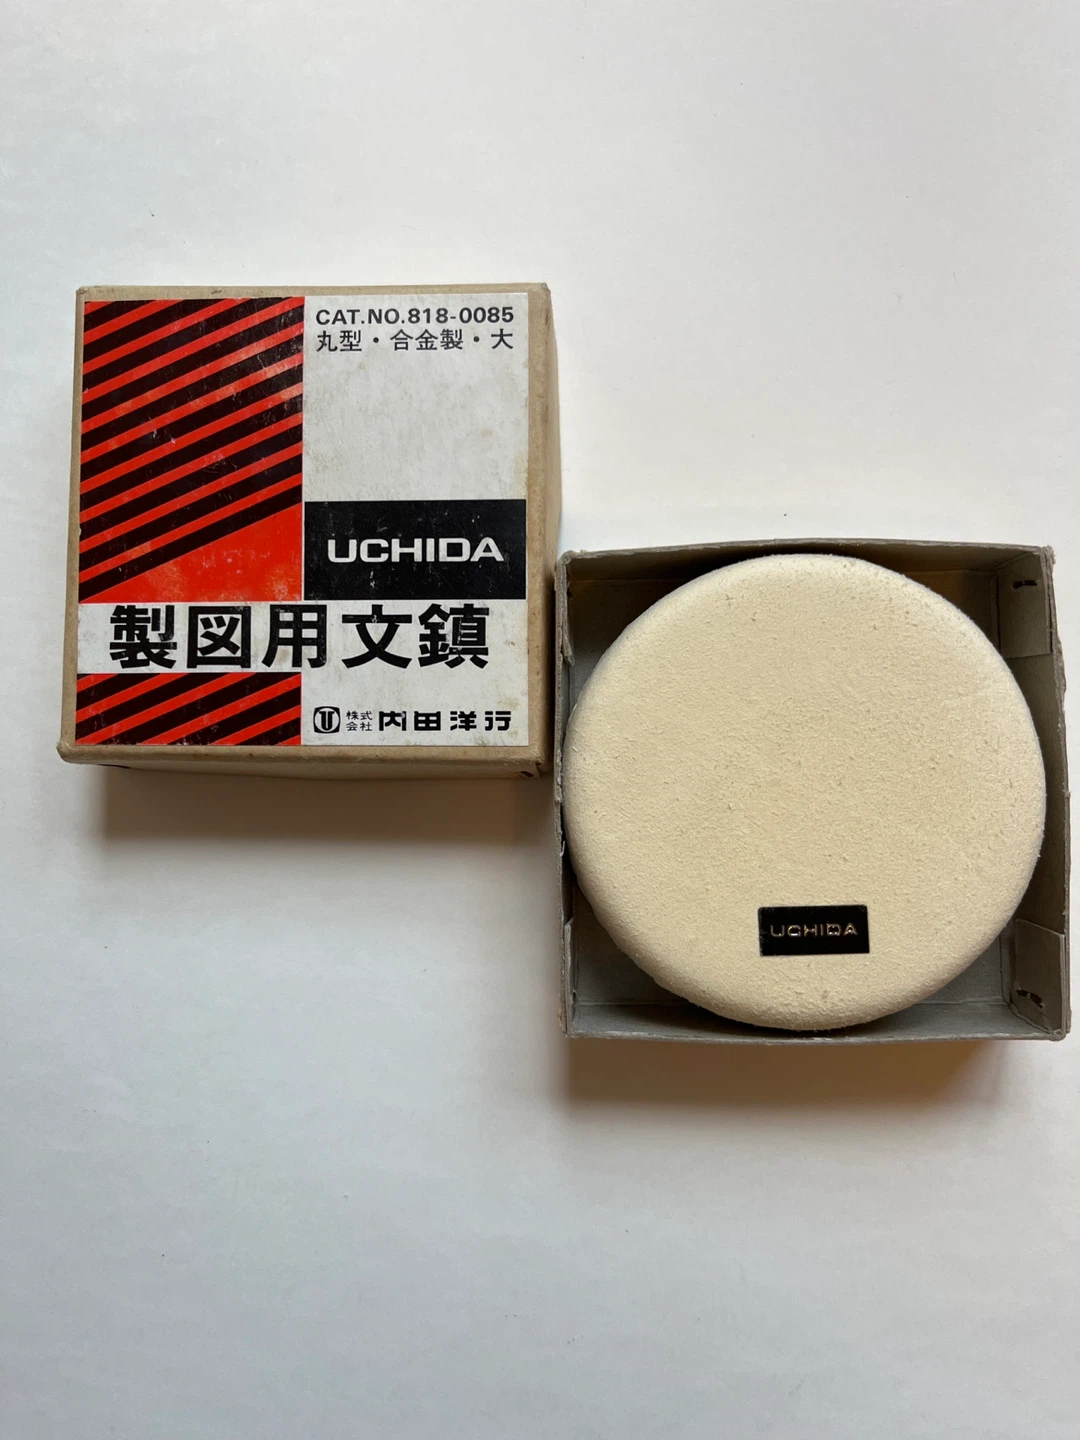 CAT.NO.818-0085
丸型・合金製・大
UCHIDA
製図用文鎮
株式会社 内田洋行
UCHIDA